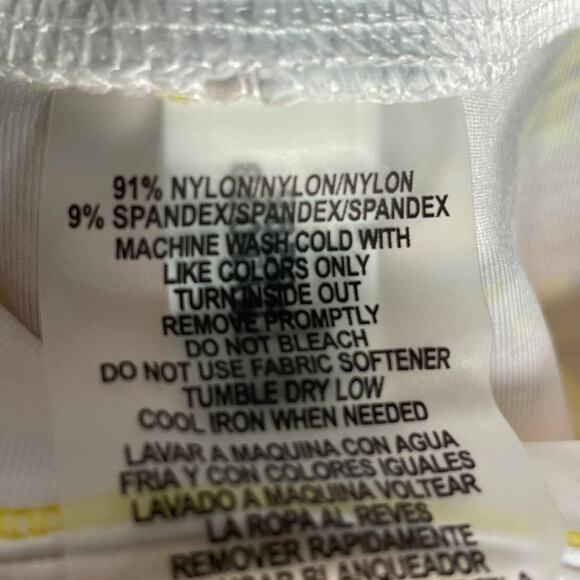 91% NYLON/NYLON/NYLON
9% SPANDEX/SPANDEX/SPANDEX
MACHINE WASH COLD WITH
LIKE COLORS ONLY
TURN INSIDE OUT
REMOVE PROMPTLY
DO NOT BLEACH
DO NOT USE FABRIC SOFTENER
TUMBLE DRY LOW
COOL IRON WHEN NEEDED
LAVAR A MAQUINA CON AGUA
FRIA Y CON COLORES IGUALES
LAVADO A MAQUINA VOLTEAR
LA ROPA AL REVES
REMOVER RAPIDAMENTE
BLANQUEADOR